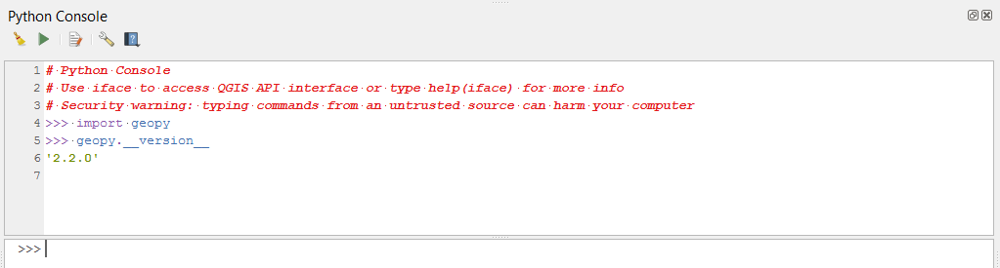 Python Console
1 # Python Console
2 # Use iface to access QGIS API interface or type help(iface) for more info
3 # Security warning: typing commands from an untrusted source can harm your computer
4 >>> import geopy
5 >>> geopy.__version__
6 '2.2.0'
7
>>>